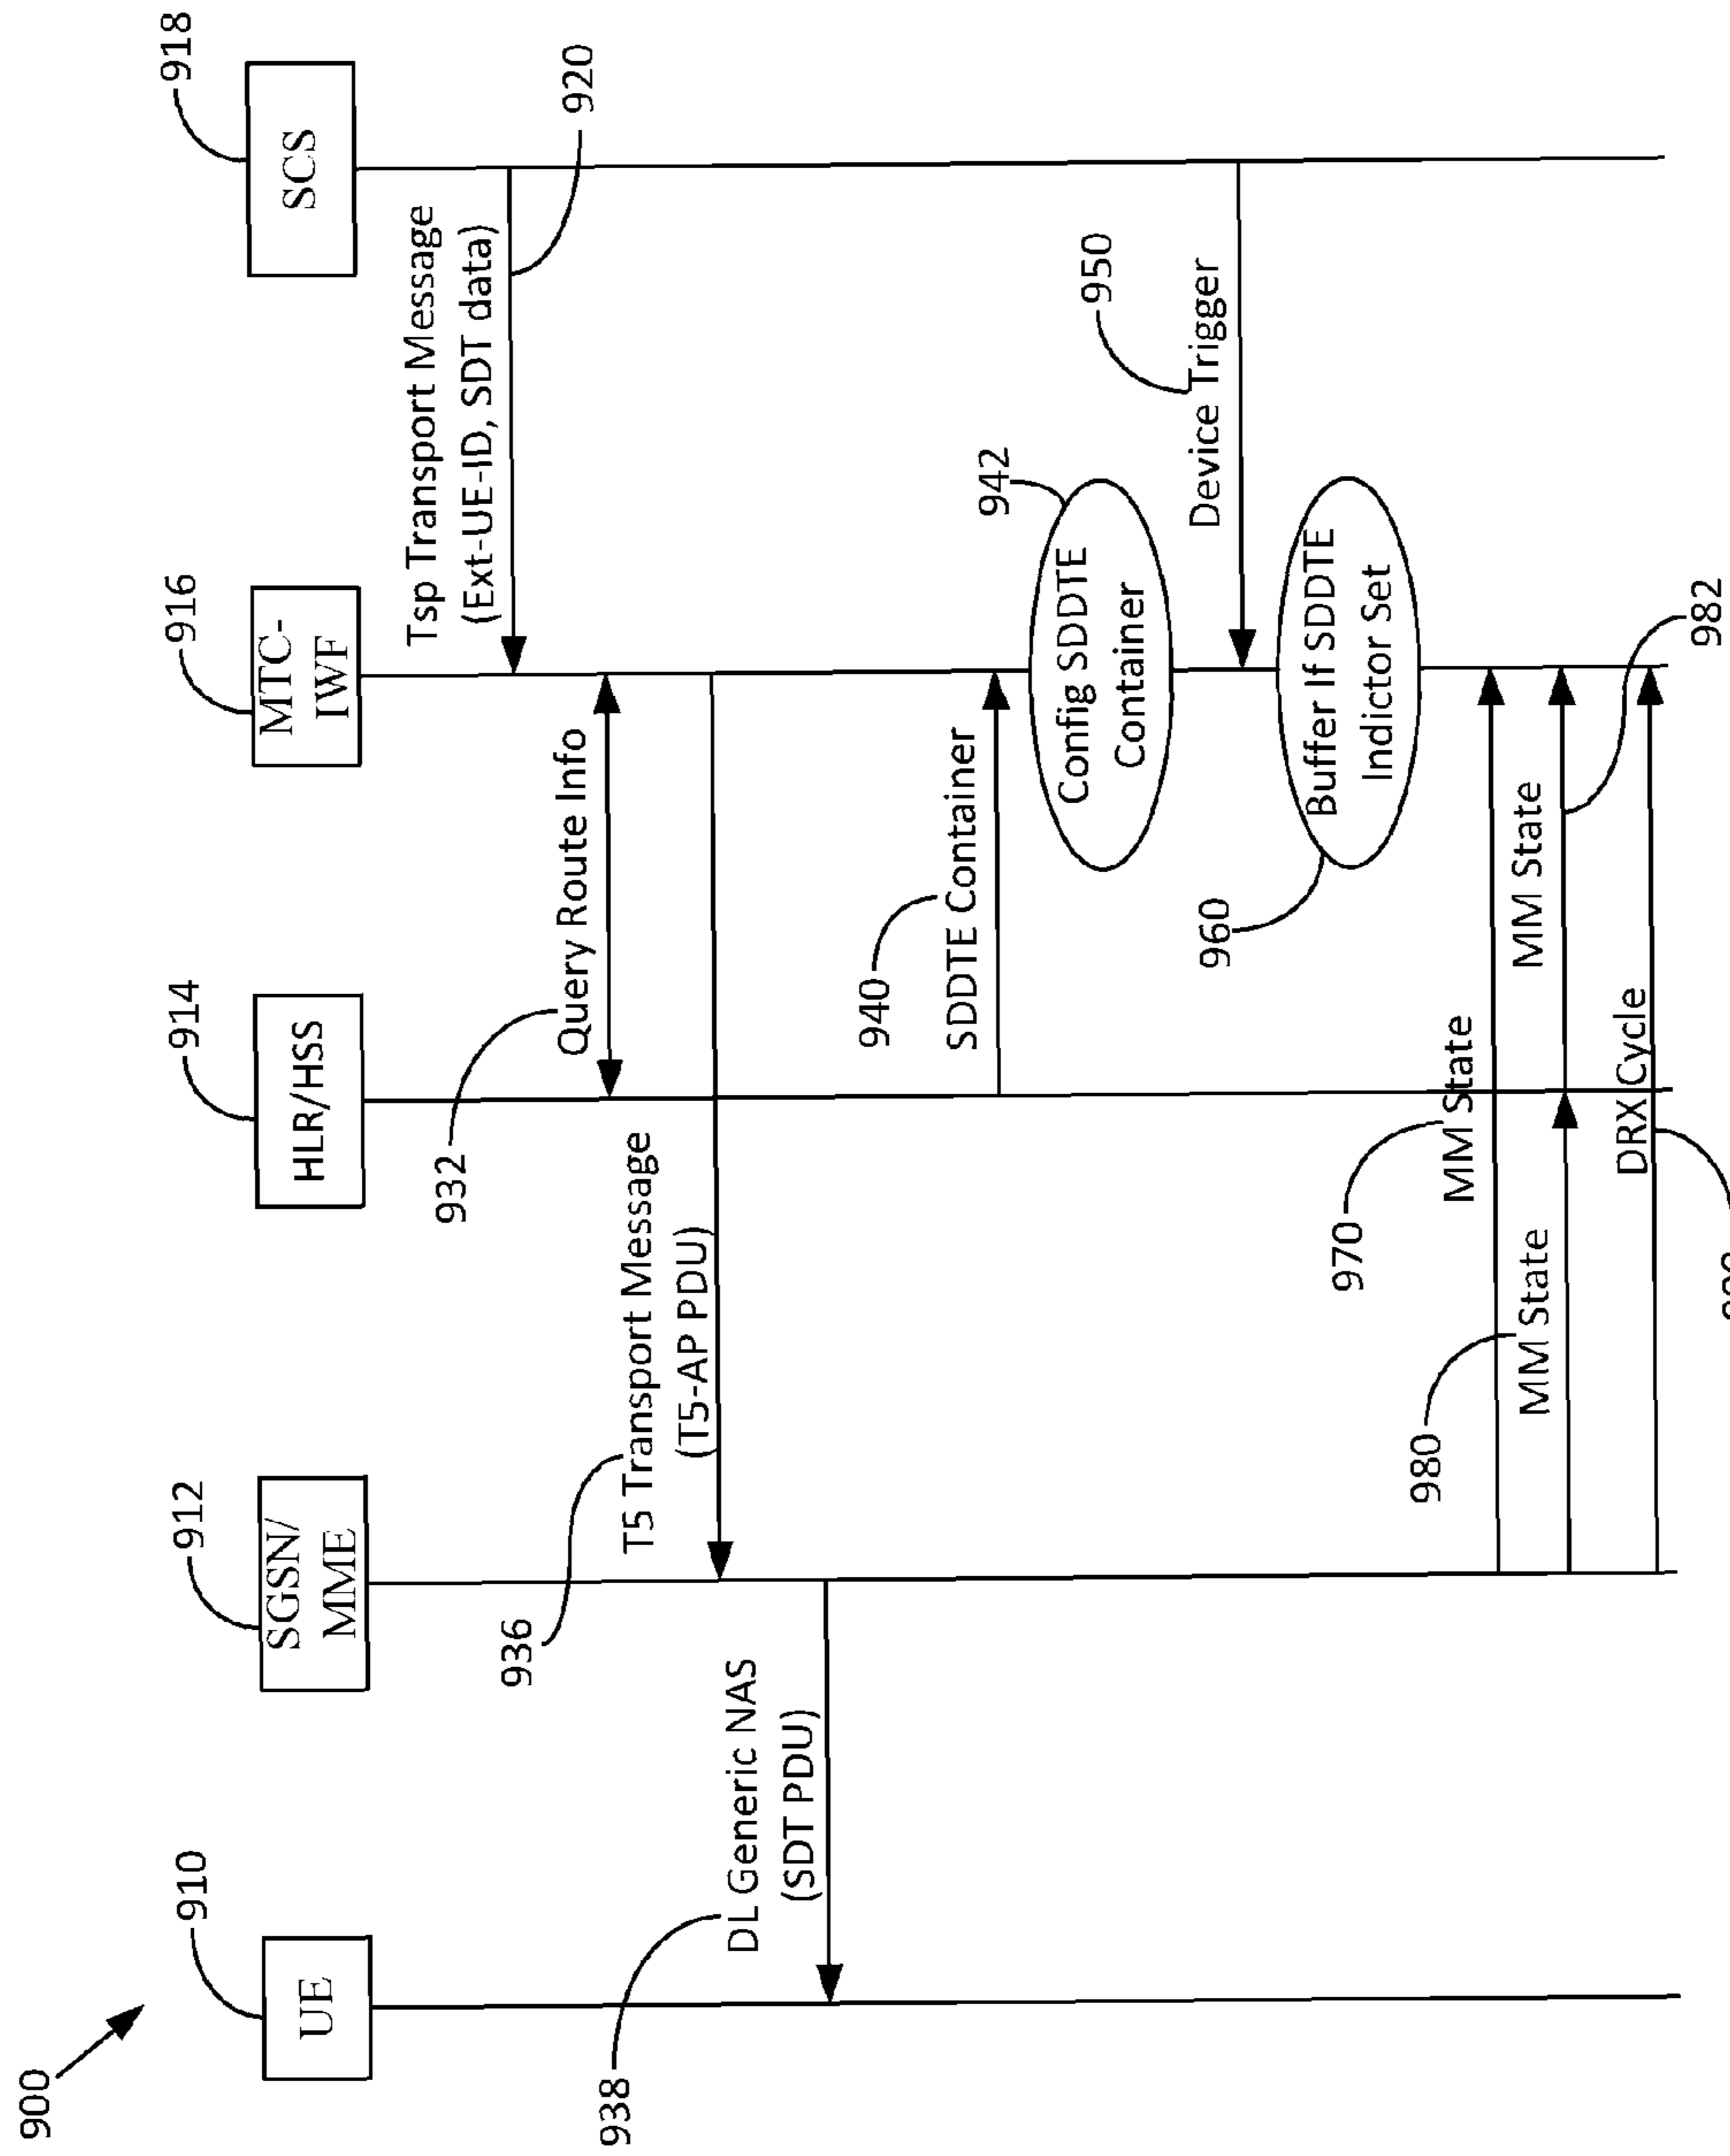 900
910
UE
912
SGSN/
MME
914
HLR/HSS
916
MTC-
IWF
918
SCS
Tsp Transport Message
(Ext-UE-ID, SDT data)
920
932
Query Route Info
936
T5 Transport Message
(T5-AP PDU)
938
DL Generic NAS
(SDT PDU)
940
SDDTE Container
942
Config SDDTE
Container
950
Device Trigger
960
Buffer If SDDTE
Indictor Set
970
MM State
980
MM State
MM State
982
DRX Cycle